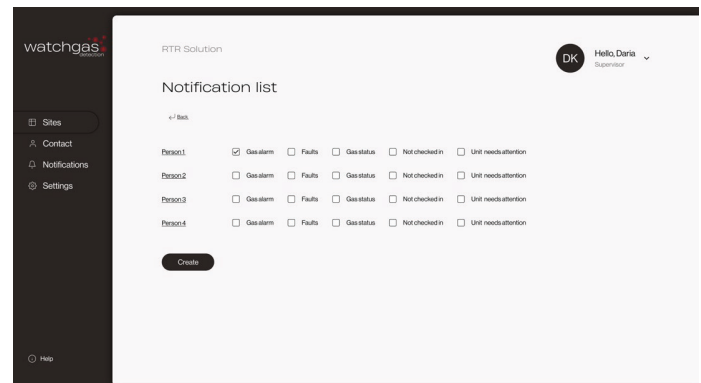 watchgas
detection
RTR Solution
DK
Hello, Daria
Supervisor
Notification list
Back
Sites
Contact
Notifications
Settings
Person 1 Gas alarm Faults Gas status Not checked in Unit needs attention
Person 2 Gas alarm Faults Gas status Not checked in Unit needs attention
Person 3 Gas alarm Faults Gas status Not checked in Unit needs attention
Person 4 Gas alarm Faults Gas status Not checked in Unit needs attention
Create
Help